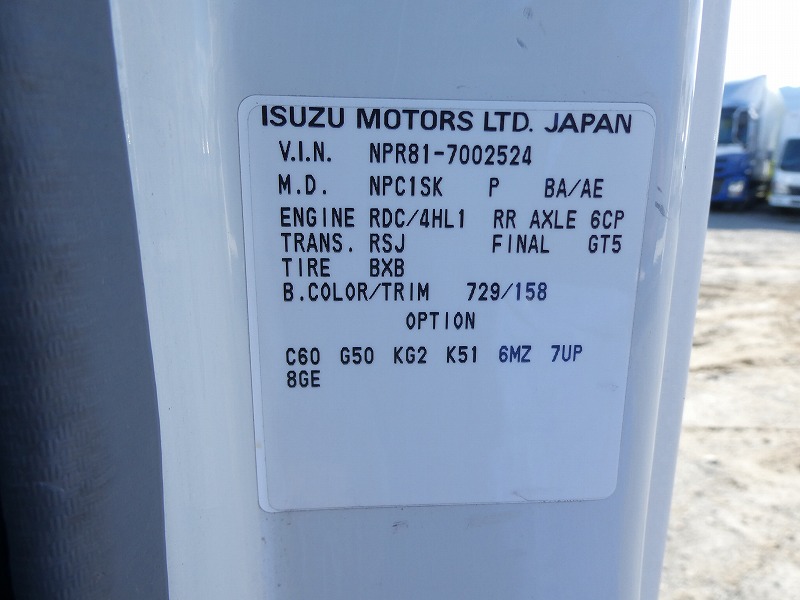 ISUZU MOTORS LTD. JAPAN
V.I.N. NPR81-7002524
M.D. NPC1SK P BA/AE
ENGINE RDC/4HL1 RR AXLE 6CP
TRANS. RSJ FINAL GT5
TIRE BXB
B.COLOR/TRIM 729/158
OPTION
C60 G50 KG2 K51 6MZ 7UP
8GE